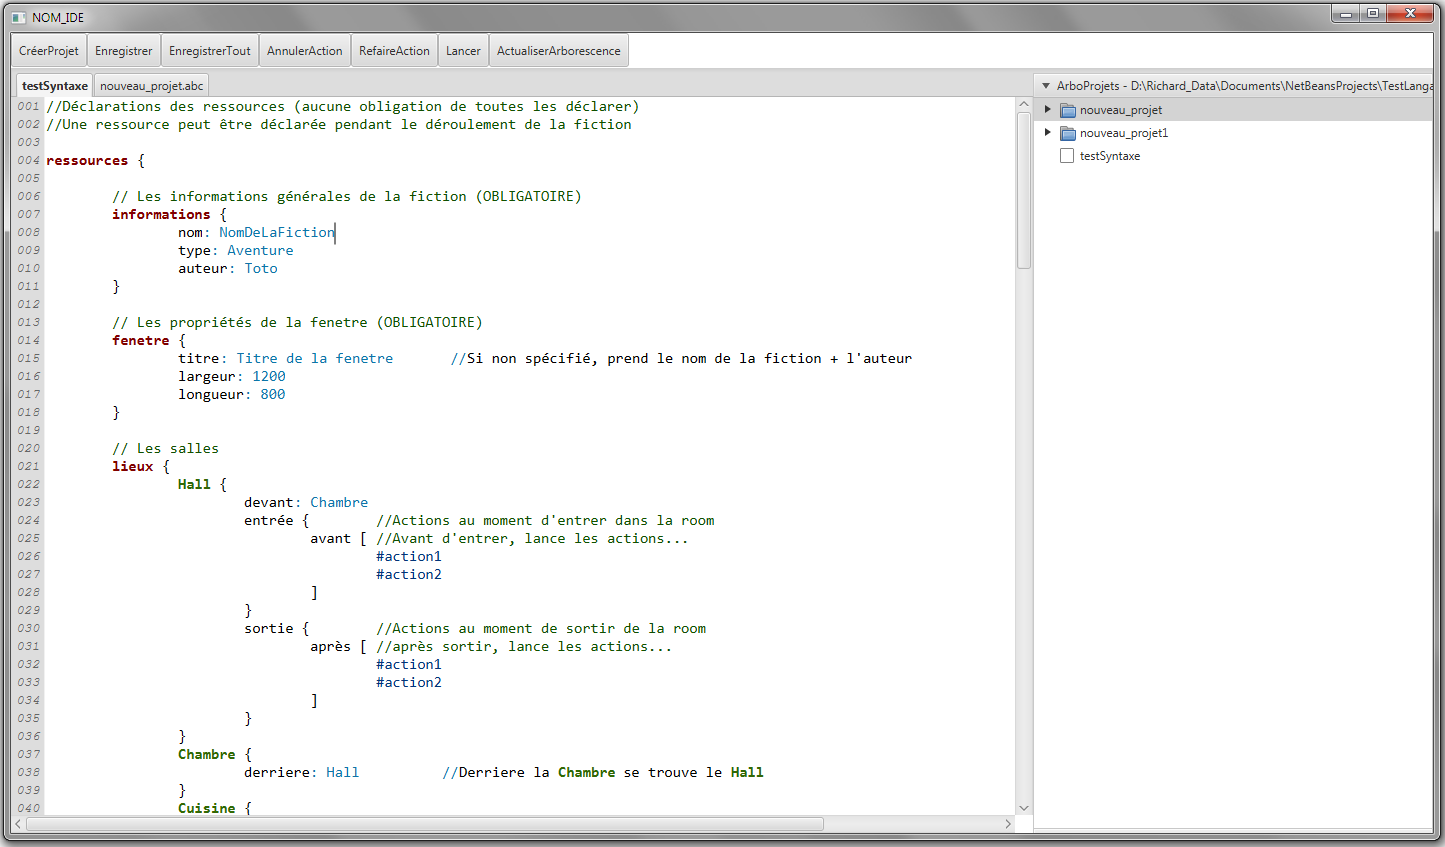 NOM_IDE
CréerProjet Enregistrer EnregistrerTout AnnulerAction RefaireAction Lancer ActualiserArborescence
testSyntaxe nouveau_projet.abc
001 //Déclarations des ressources (aucune obligation de toutes les déclarer)
002 //Une ressource peut être déclarée pendant le déroulement de la fiction
003
004 ressources {
005
006 // Les informations générales de la fiction (OBLIGATOIRE)
007 informations {
008 nom: NomDeLaFiction
009 type: Aventure
010 auteur: Toto
011 }
012
013 // Les propriétés de la fenetre (OBLIGATOIRE)
014 fenetre {
015 titre: Titre de la fenetre //Si non spécifié, prend le nom de la fiction + l'auteur
016 largeur: 1200
017 longueur: 800
018 }
019
020 // Les salles
021 lieux {
022 Hall {
023 devant: Chambre
024 entrée { //Actions au moment d'entrer dans la room
025 avant [ //Avant d'entrer, lance les actions...
026 #action1
027 #action2
028 ]
029 }
030 sortie { //Actions au moment de sortir de la room
031 après [ //après sortir, lance les actions...
032 #action1
033 #action2
034 ]
035 }
036 }
037 Chambre {
038 derriere: Hall //Derriere la Chambre se trouve le Hall
039 }
040 Cuisine {
ArboProjets - D:\Richard_Data\Documents\NetBeansProjects\TestLanga
nouveau_projet
nouveau_projet1
testSyntaxe